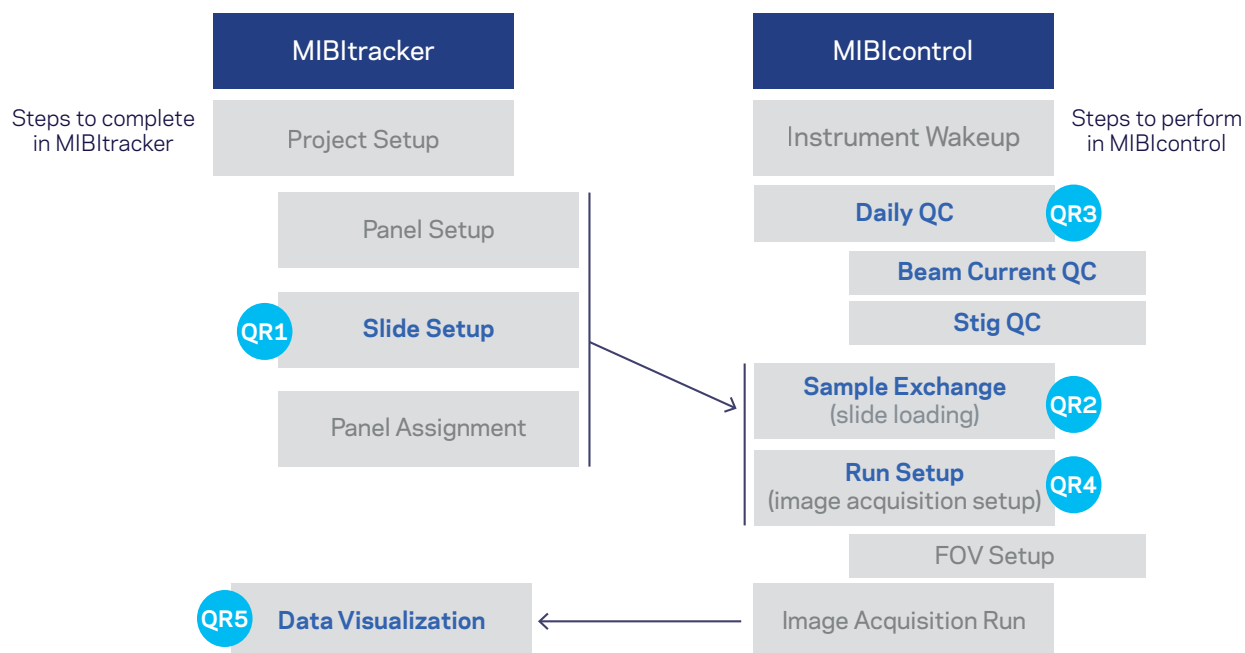 MIBItracker
Steps to complete
in MIBItracker
Project Setup
Panel Setup
QR1
Slide Setup
Panel Assignment
QR5
Data Visualization
MIBIcontrol
Instrument Wakeup
Steps to perform
in MIBIcontrol
Daily QC
QR3
Beam Current QC
Stig QC
Sample Exchange
(slide loading)
QR2
Run Setup
(image acquisition setup)
QR4
FOV Setup
Image Acquisition Run